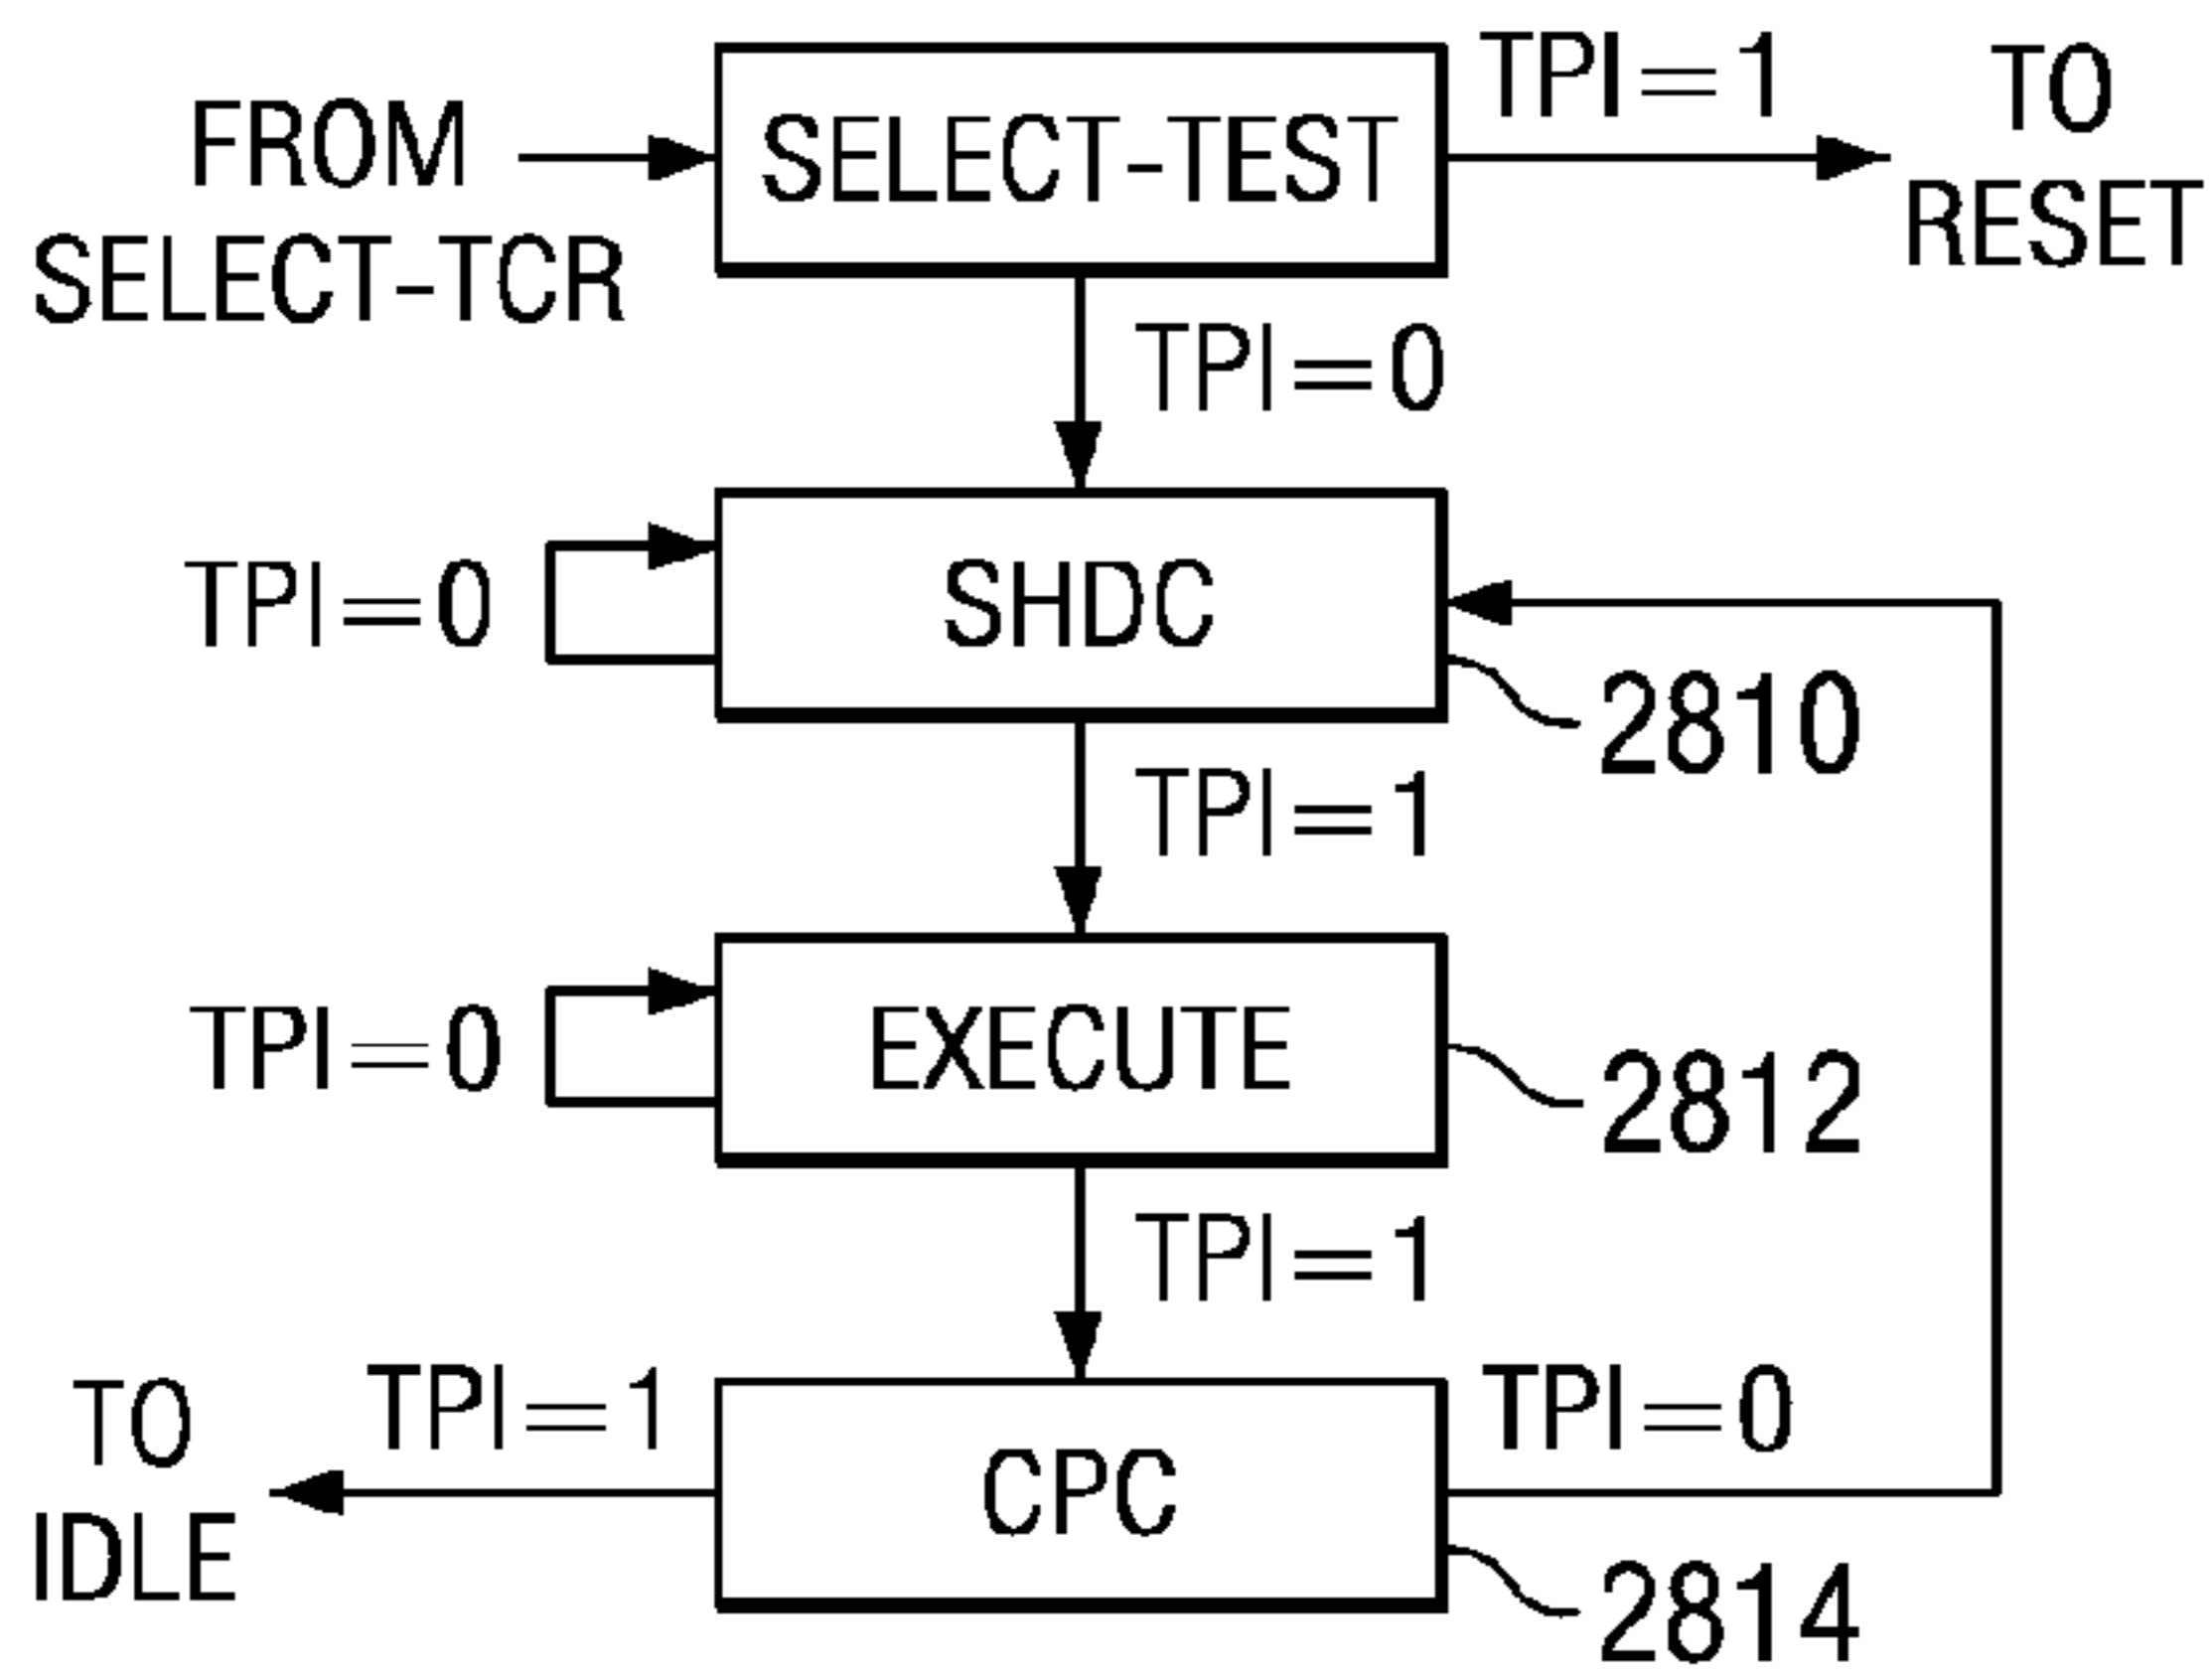 FROM
SELECT-TCR
SELECT-TEST
TPI=1
TO
RESET
TPI=0
TPI=0
SHDC
2810
TPI=1
TPI=0
EXECUTE
2812
TPI=1
TO
IDLE
TPI=1
CPC
TPI=0
2814